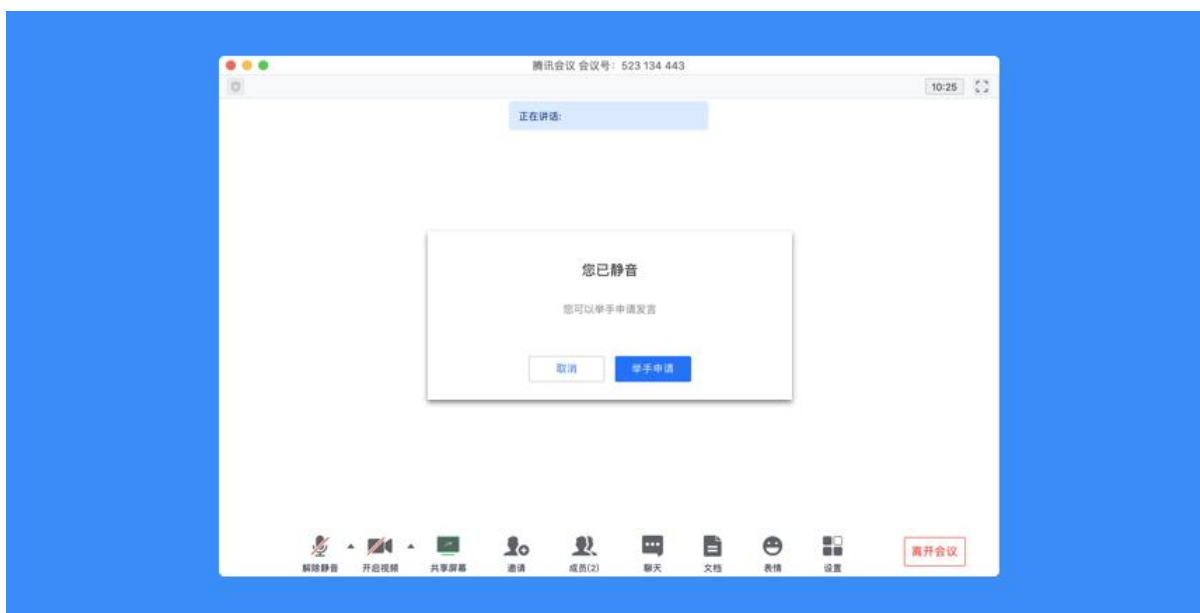 腾讯会议 会议号：523 134 443
10:25
正在讲话:
您已静音
您可以举手申请发言
取消 举手申请
解除静音 开启视频 共享屏幕 邀请 成员(2) 聊天 文档 表情 设置 离开会议